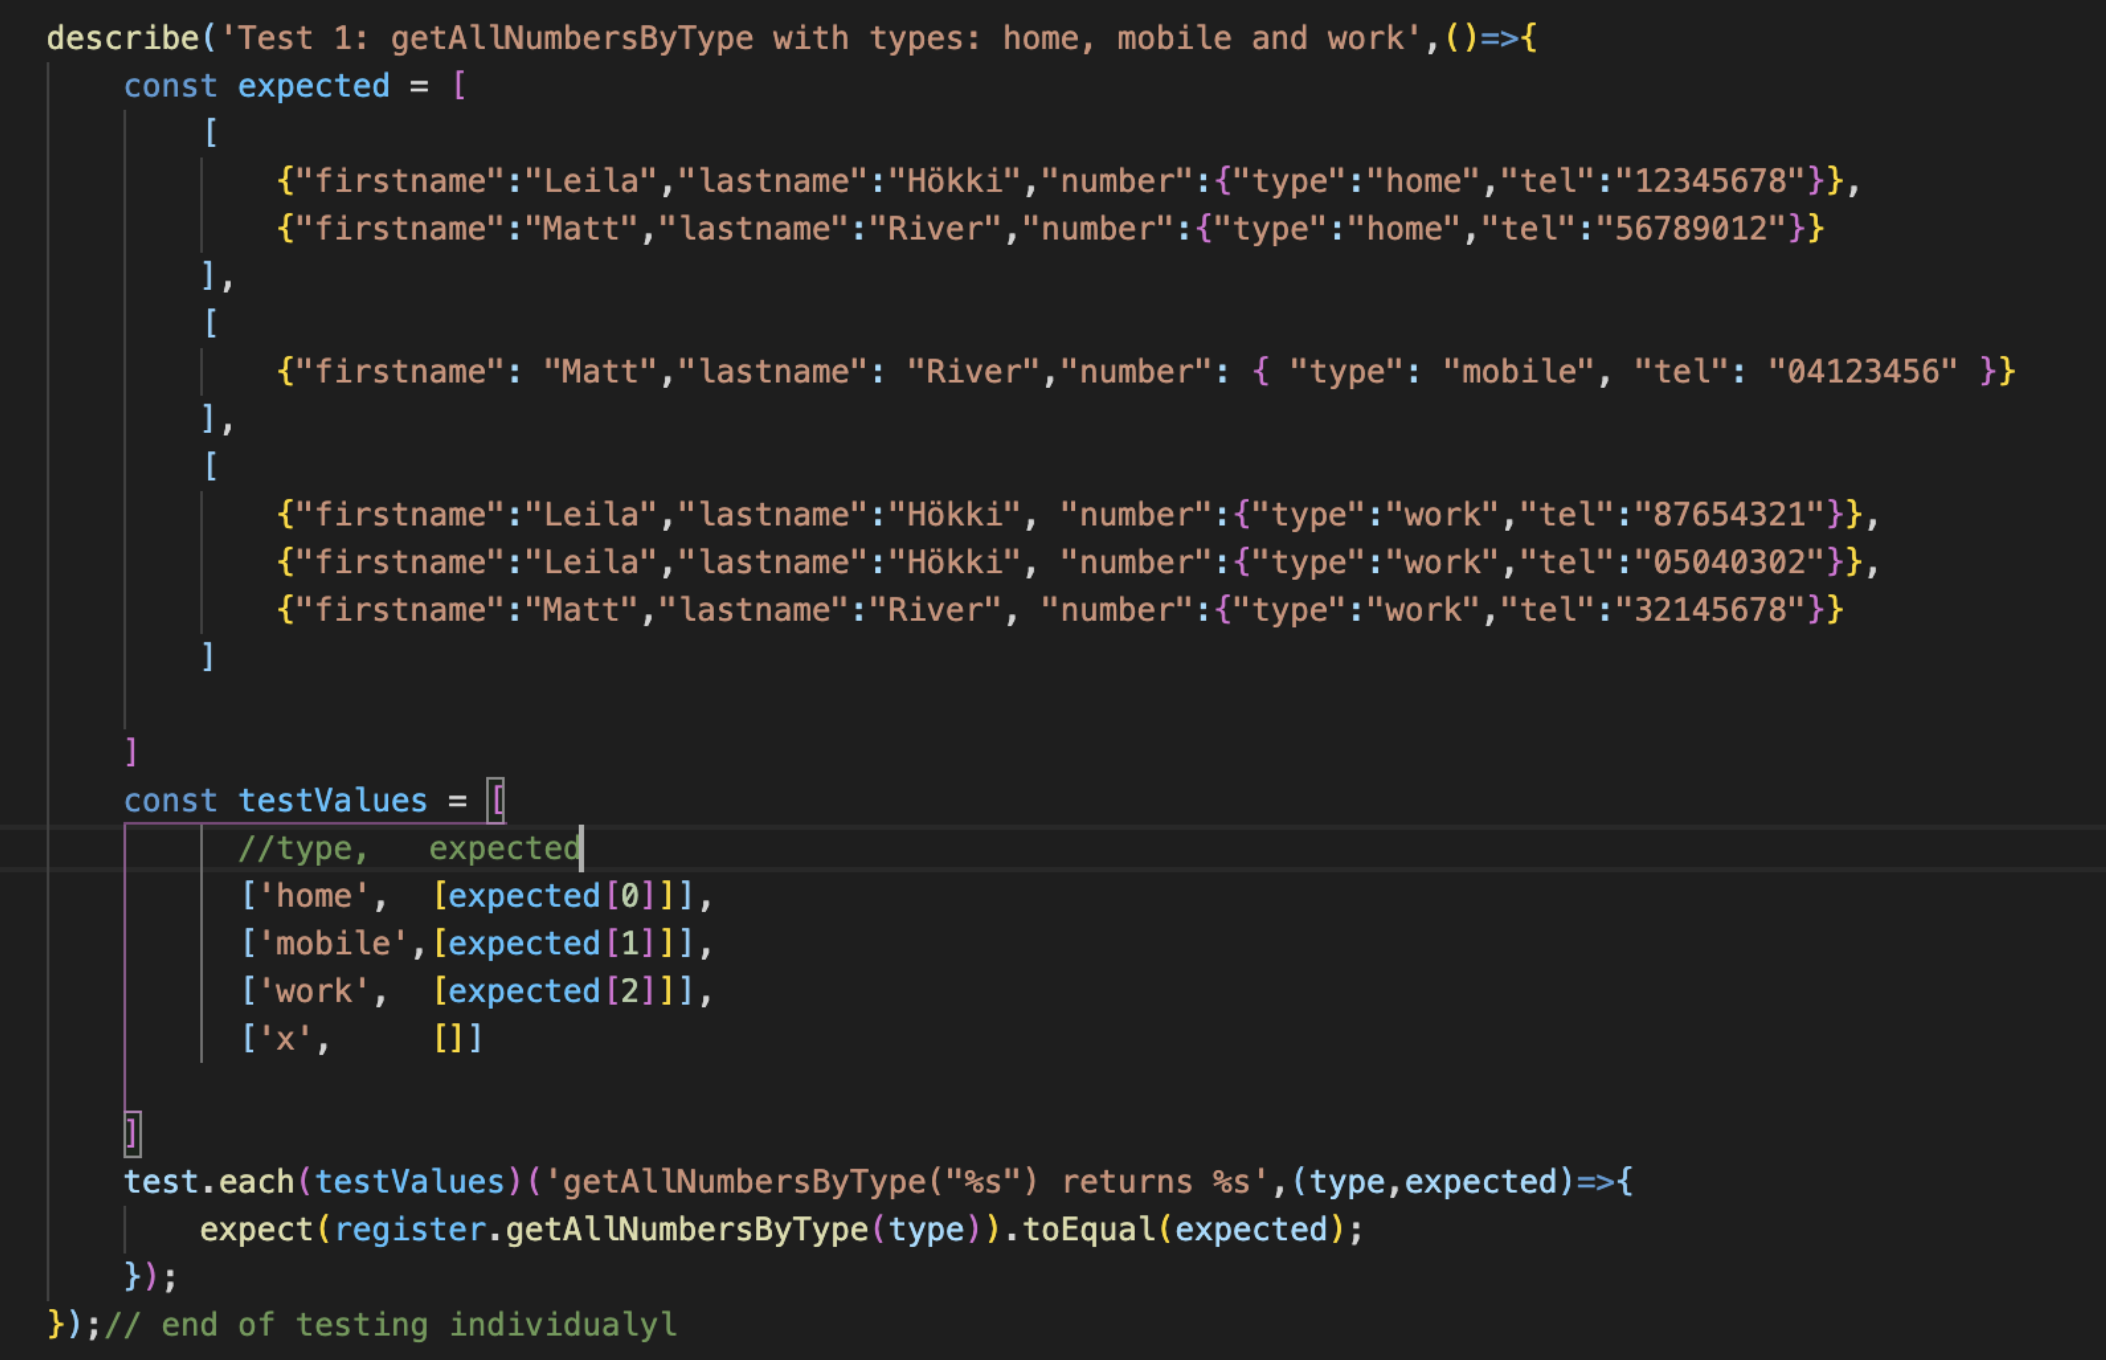 describe('Test 1: getAllNumbersByType with types: home, mobile and work',()=>{
    const expected = [
        [
            {"firstname":"Leila","lastname":"Hökki","number":{"type":"home","tel":"12345678"}},
            {"firstname":"Matt","lastname":"River","number":{"type":"home","tel":"56789012"}}
        ],
        [
            {"firstname": "Matt","lastname": "River","number": { "type": "mobile", "tel": "04123456" }}
        ],
        [
            {"firstname":"Leila","lastname":"Hökki", "number":{"type":"work","tel":"87654321"}},
            {"firstname":"Leila","lastname":"Hökki", "number":{"type":"work","tel":"05040302"}},
            {"firstname":"Matt","lastname":"River", "number":{"type":"work","tel":"32145678"}}
        ]
    ]
    const testValues = [
          //type,   expected
          ['home',  [expected[0]]],
          ['mobile',[expected[1]]],
          ['work',  [expected[2]]],
          ['x',     []]
    ]
    test.each(testValues)('getAllNumbersByType("%s") returns %s',(type,expected)=>{
        expect(register.getAllNumbersByType(type)).toEqual(expected);
    });
});// end of testing individualyl